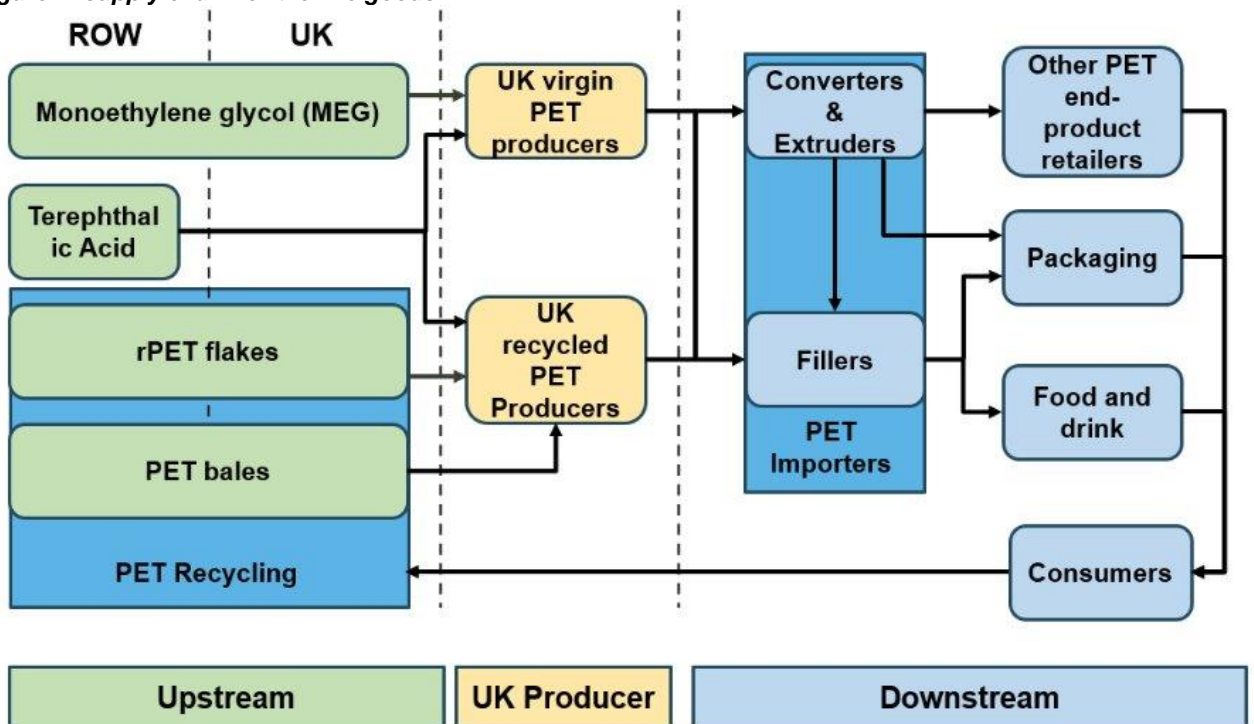 supply
goods
ROW
UK
Monoethylene glycol (MEG)
Terephthal
ic Acid
rPET flakes
PET bales
PET Recycling
UK virgin
PET
producers
UK
recycled
PET
Producers
Converters
&
Extruders
Fillers
PET
Importers
Other PET
end-
product
retailers
Packaging
Food and
drink
Consumers
Upstream
UK Producer
Downstream